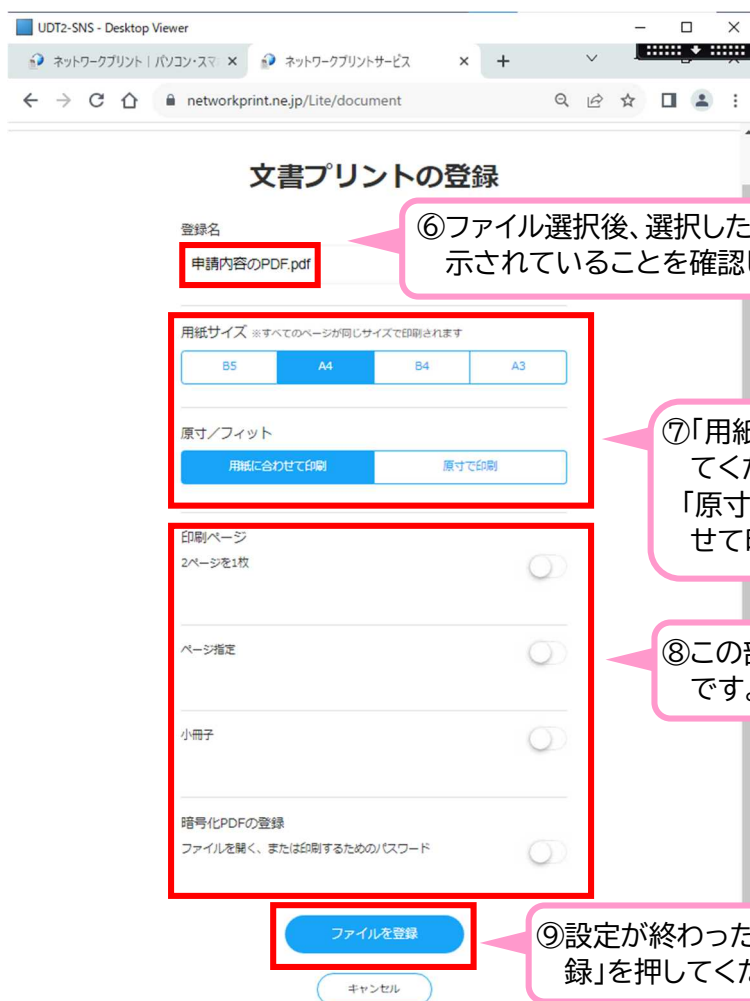 UDT2-SNS - Desktop Viewer
ネットワークプリント | パソコン・スマ
ネットワークプリントサービス
networkprint.ne.jp/Lite/document
文書プリントの登録
登録名
申請内容のPDF.pdf
⑥ファイル選択後、選択した
示されていることを確認し
用紙サイズ ※すべてのページが同じサイズで印刷されます
B5 A4 B4 A3
原寸／フィット
用紙に合わせて印刷 原寸で印刷
⑦「用紙
てくだ
「原寸
せて印
印刷ページ
2ページを1枚
ページ指定
⑧この部
です。
小冊子
暗号化PDFの登録
ファイルを開く、または印刷するためのパスワード
ファイルを登録
⑨設定が終わった
録」を押してくだ
キャンセル